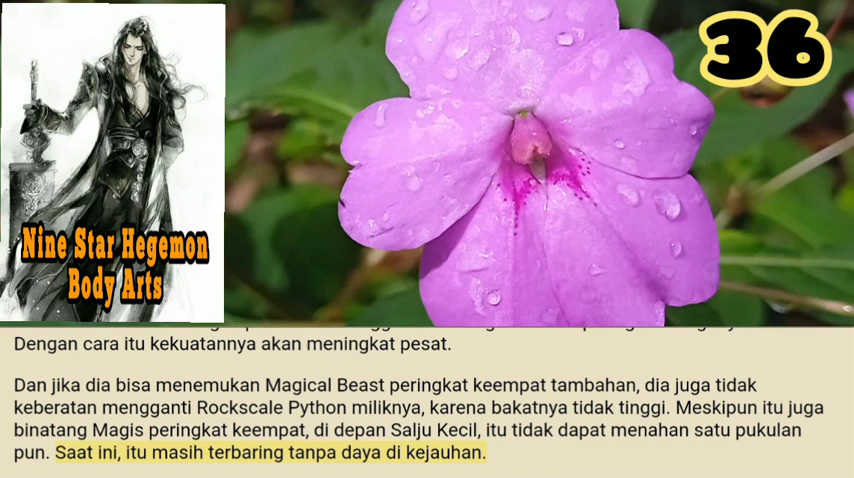 36
Nine Star Hegemon
Body Arts
Dengan cara itu kekuatannya akan meningkat pesat.
Dan jika dia bisa menemukan Magical Beast peringkat keempat tambahan, dia juga tidak
keberatan mengganti Rockscale Python miliknya, karena bakatnya tidak tinggi. Meskipun itu juga
binatang Magis peringkat keempat, di depan Salju Kecil, itu tidak dapat menahan satu pukulan
pun. Saat ini, itu masih terbaring tanpa daya di kejauhan.